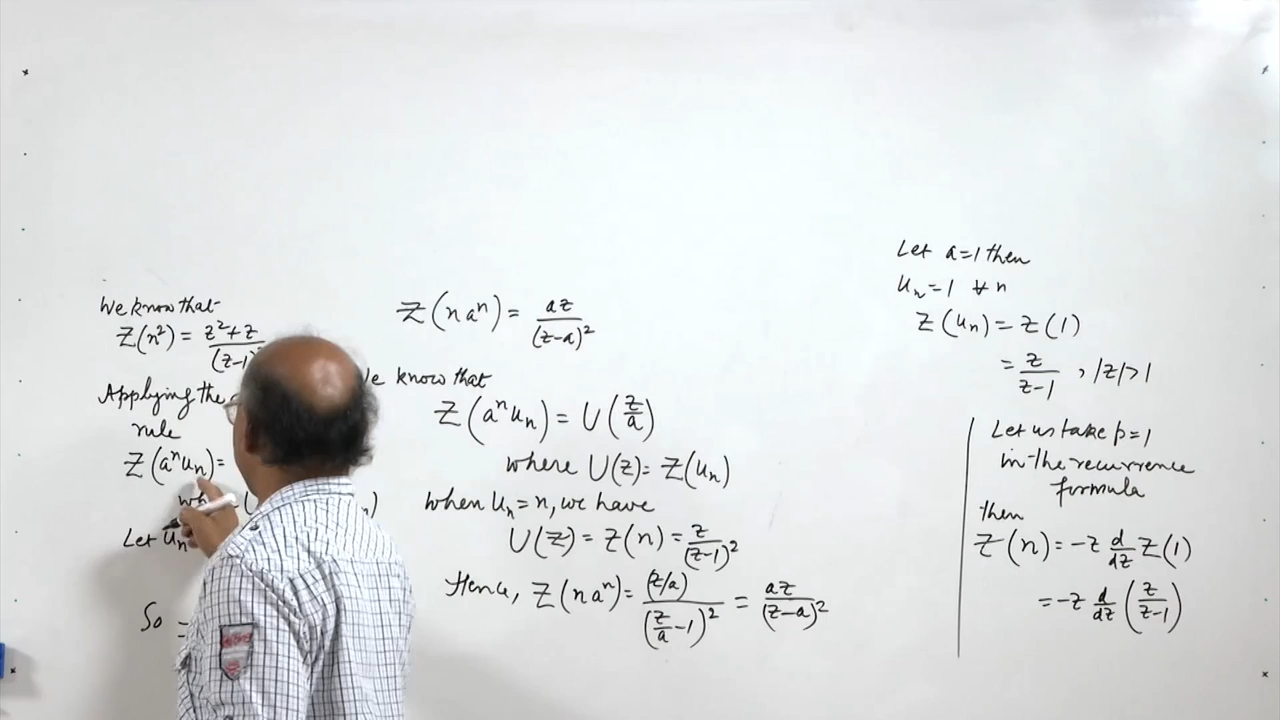 We know that
Z(n²) = z²+z / (z-1)
Applying the
rule
Z(aⁿuₙ) =
Let uₙ
So =
Z(naⁿ) = az / (z-a)²
We know that
Z(aⁿuₙ) = U(z/a)
where U(z) = Z(uₙ)
when uₙ = n, we have
U(z) = Z(n) = z / (z-1)²
Hence, Z(naⁿ) = (z/a) / (z/a - 1)² = az / (z-a)²
Let a=1 then
uₙ = 1 ∀ n
Z(uₙ) = Z(1)
= z / z-1 , |z|>1
Let us take p=1
in the recurrence
formula
then
Z(n) = -z d/dz Z(1)
= -z d/dz (z / z-1)